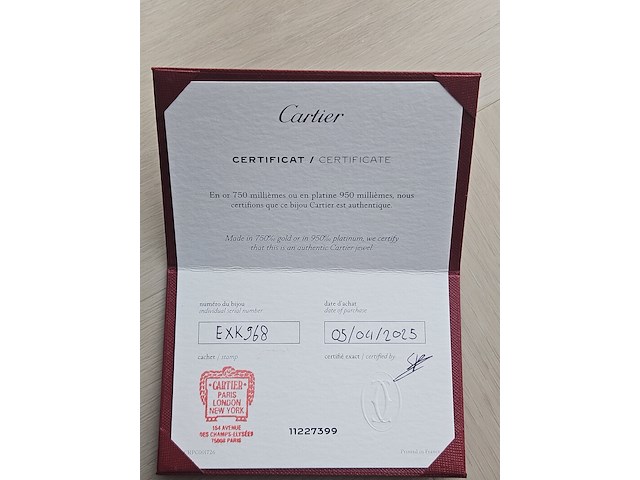 Cartier
CERTIFICAT / CERTIFICATE
En or 750 millièmes ou en platine 950 millièmes, nous
certifions que ce bijou Cartier est authentique.
Made in 750‰ gold or in 950‰ platinum, we certify
that this is an authentic Cartier jewel.
numéro du bijou
individual serial number
date d'achat
date of purchase
EXK968
05/04/2025
cachet / stamp
certifié exact / certified by
CARTIER
PARIS
LONDON
NEW YORK
154 AVENUE
DES CHAMPS-ELYSÉES
75008 PARIS
11227399
Printed in